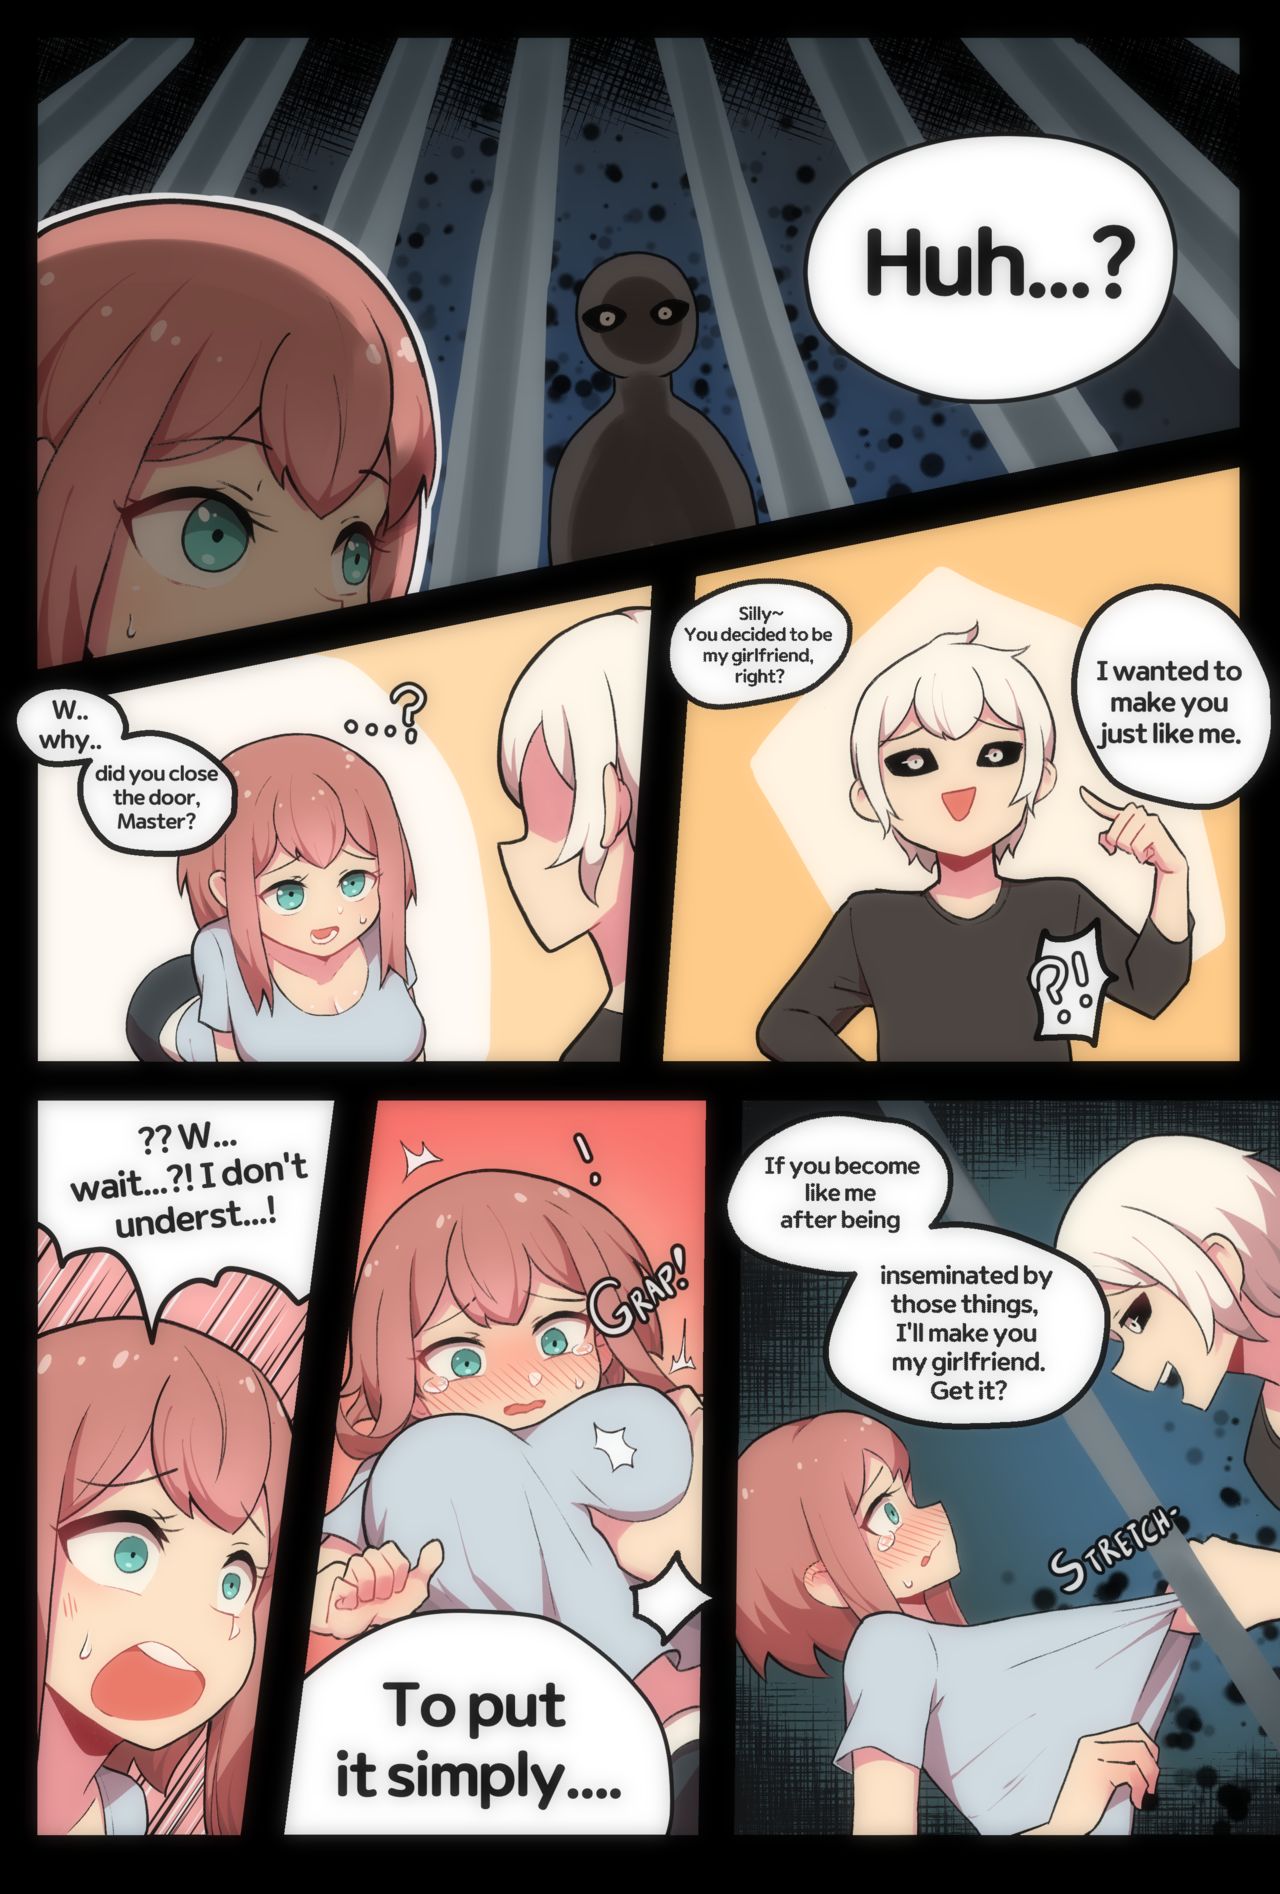 Huh...?
W..
why..
did you close
the door,
Master?
...?
Silly~
You decided to be
my girlfriend,
right?
I wanted to
make you
just like me.
?!
?? W...
wait...?! I don't
underst...!
!
GRAP!
To put
it simply....
If you become
like me
after being
inseminated by
those things,
I'll make you
my girlfriend.
Get it?
STRETCH-